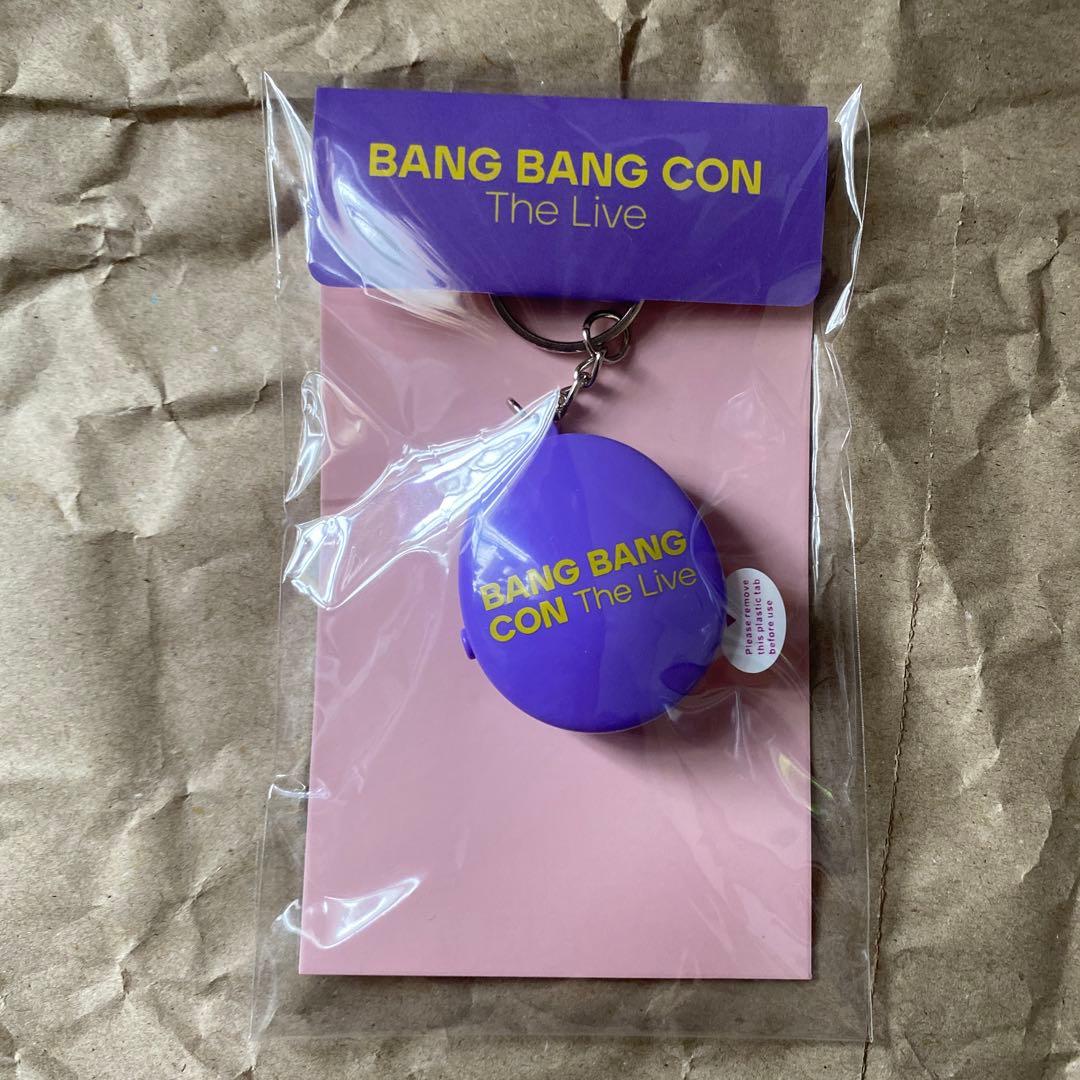 BANG BANG CON
The Live
BANG BANG
CON The Live
Please remove
this plastic tab
before use